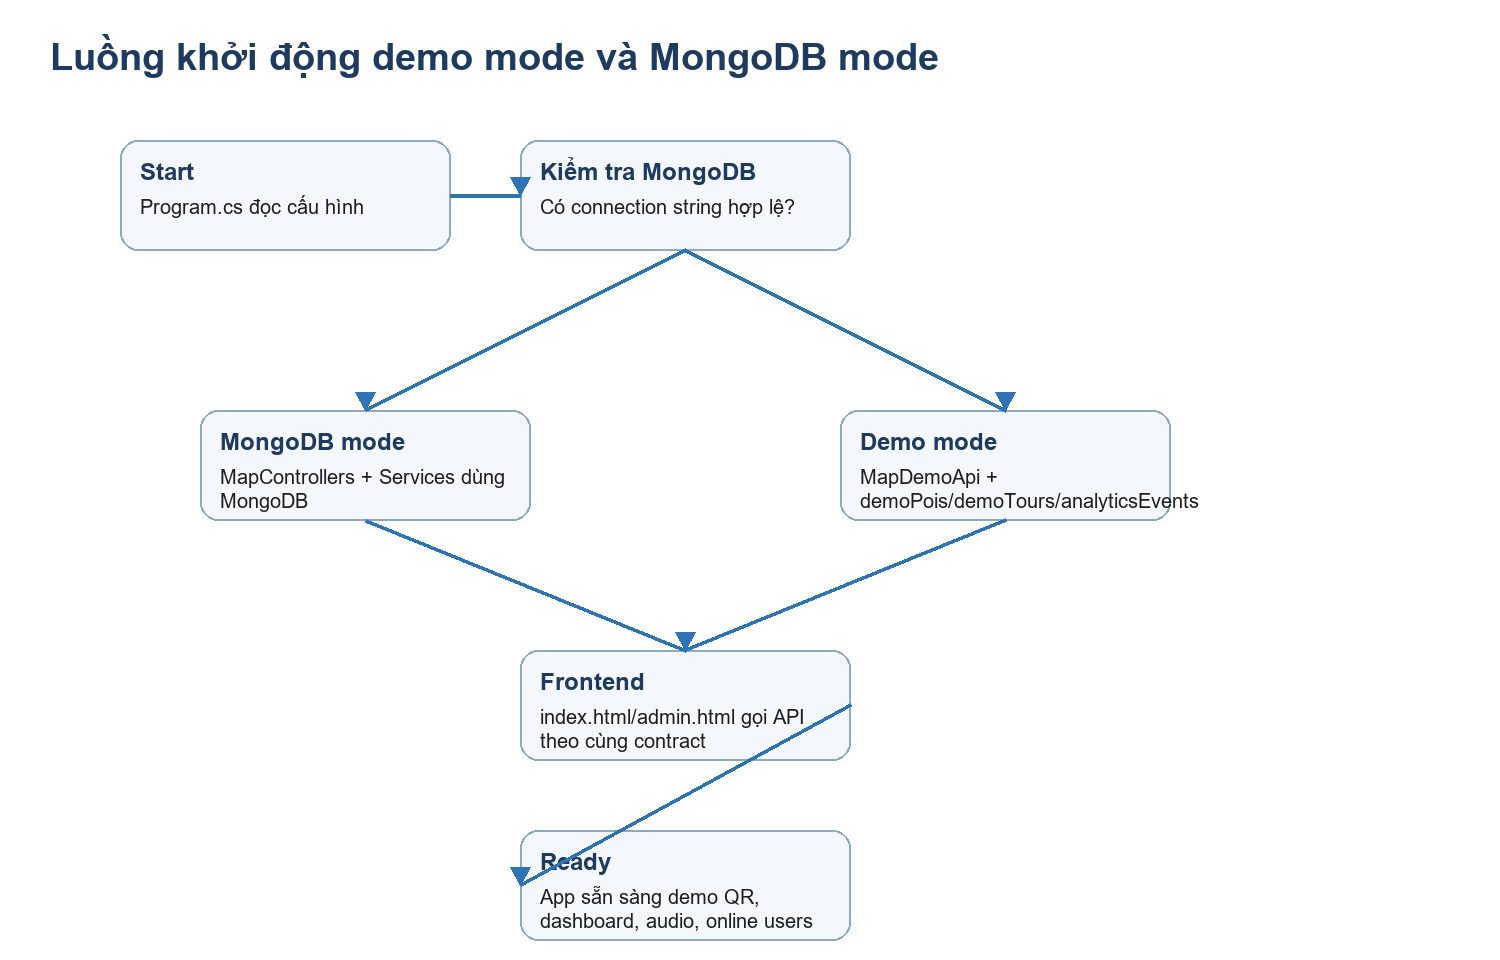 Luồng khởi động demo mode và MongoDB mode
Start
Program.cs đọc cấu hình
Kiểm tra MongoDB
Có connection string hợp lệ?
MongoDB mode
MapControllers + Services dùng
MongoDB
Demo mode
MapDemoApi +
demoPois/demoTours/analyticsEvents
Frontend
index.html/admin.html gọi API
theo cùng contract
Ready
App sẵn sàng demo QR,
dashboard, audio, online users